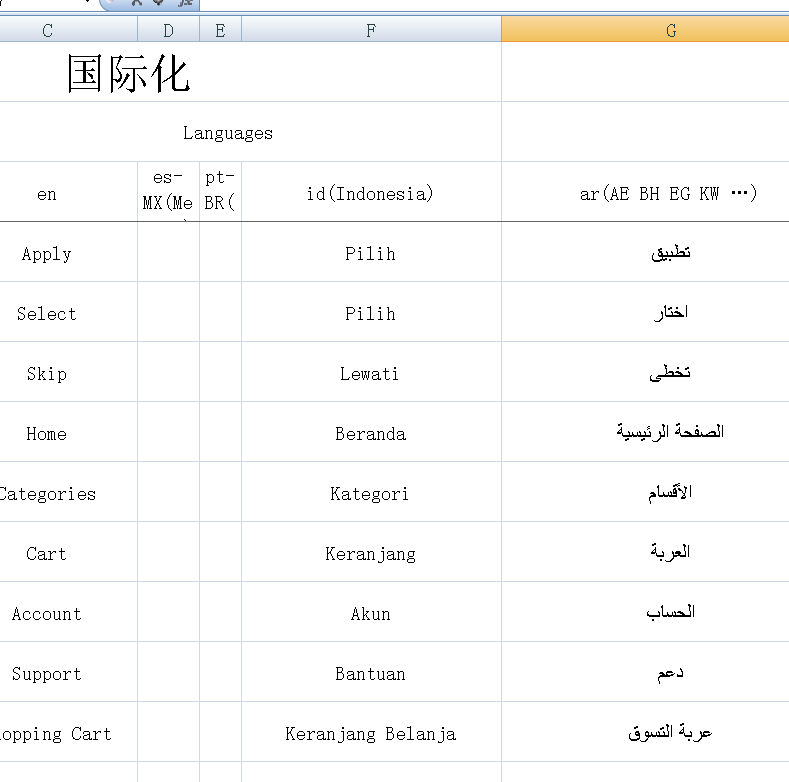 C D E F G
国际化
Languages
en es-MX(Me pt-BR( id(Indonesia) ar(AE BH EG KW …)
Apply Pilih تطبيق
Select Pilih اختار
Skip Lewati تخطى
Home Beranda الصفحة الرئيسية
Categories Kategori الأقسام
Cart Keranjang العربة
Account Akun الحساب
Support Bantuan دعم
opping Cart Keranjang Belanja عربة التسوق